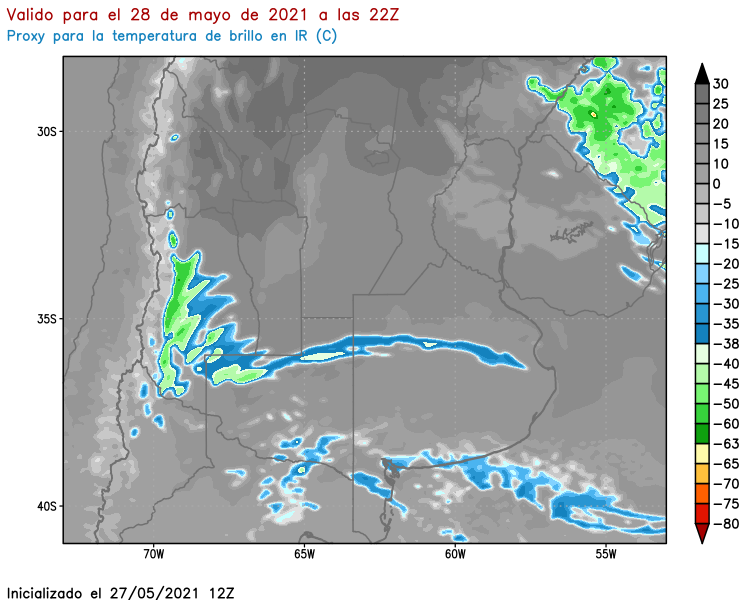 Valido para el 28 de mayo de 2021 a las 22Z
Proxy para la temperatura de brillo en IR (C)
30
25
20
15
10
0
-5
-10
-15
-20
-30
-35
-38
-40
-45
-50
-60
-63
-65
-70
-75
-80
30S
35S
40S
70W
65W
60W
55W
Inicializado el 27/05/2021 12Z